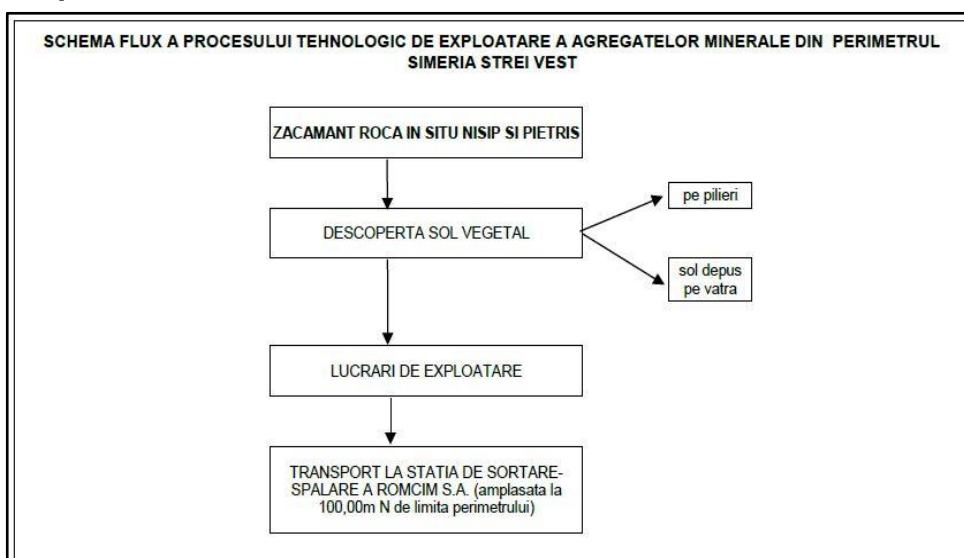 SCHEMA FLUX A PROCESULUI TEHNOLOGIC DE EXPLOATARE A AGREGATELOR MINERALE DIN PERIMETRUL
SIMERIA STREI VEST
ZACAMANT ROCA IN SITU NISIP SI PIETRIS
DESCOPERTA SOL VEGETAL
pe pilieri
sol depus
pe vatra
LUCRARI DE EXPLOATARE
TRANSPORT LA STATIA DE SORTARE-
SPALARE A ROMCIM S.A. (amplasata la
100,00m N de limita perimetrului)